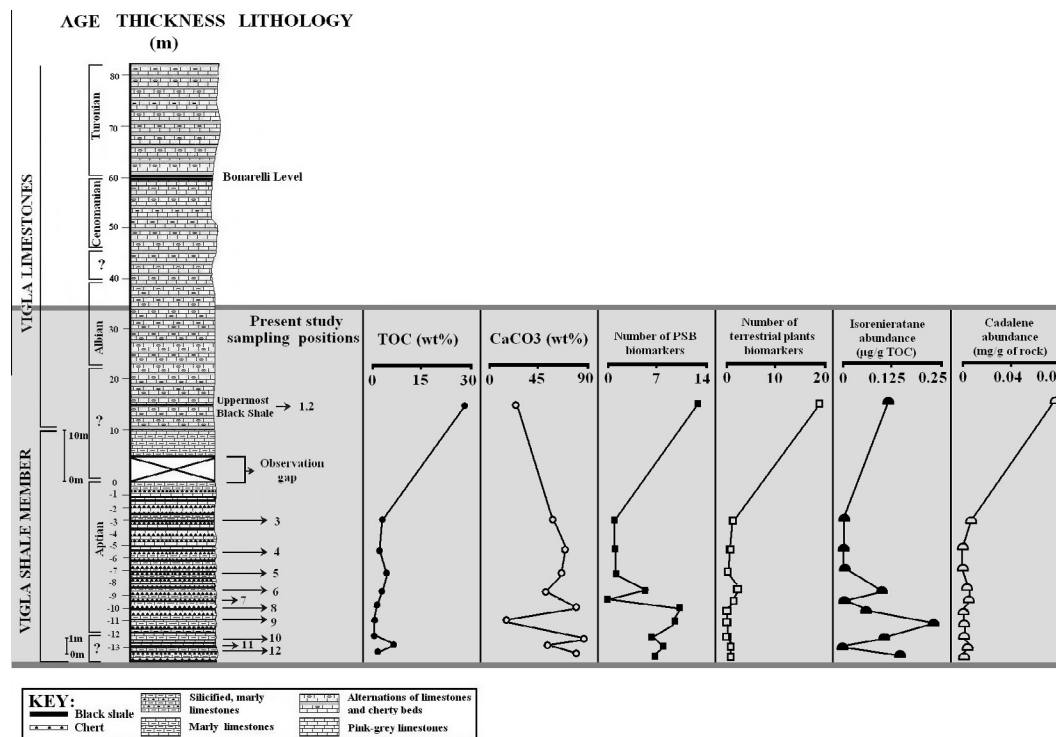 AGE THICKNESS LITHOLOGY
(m)
VIGLA LIMESTONES
VIGLA SHALE MEMBER
Turonian
Cenomanian
?
Albian
?
Aptian
?
80
70
60
50
40
30
20
10
0
-1
-2
-3
-4
-5
-6
-7
-8
-9
-10
-11
-12
-13
10m
0m
1m
0m
Bonarelli Level
Present study
sampling positions
Uppermost
Black Shale
1.2
Observation
gap
3
4
5
6
7
8
9
10
11
12
TOC (wt%)
0 15 30
CaCO3 (wt%)
0 45 90
Number of PSB
biomarkers
0 7 14
Number of
terrestrial plants
biomarkers
0 10 20
Isorenieratane
abundance
(μg/g TOC)
0 0.125 0.25
Cadalene
abundance
(mg/g of rock)
0 0.04 0.0
KEY:
Black shale
Chert
Silicified, marly
limestones
Marly limestones
Alternations of limestones
and cherty beds
Pink-grey limestones